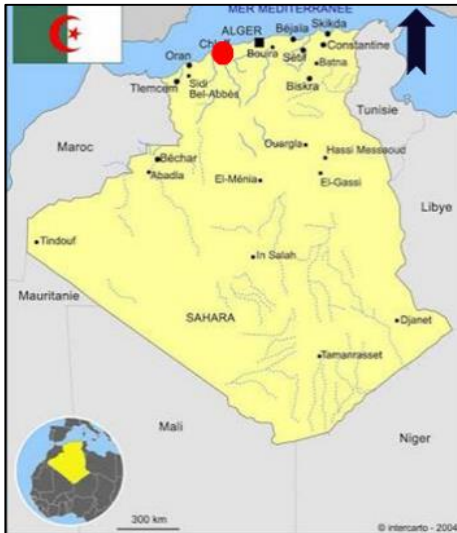 MER MEDITERRANEE
ALGER
Béjaïa
Skikda
Oran
Bouira
Sétif
Constantine
Batna
Sidi
Bel-Abbès
Tlemcen
Biskra
Tunisie
Maroc
Ouargla
Hassi Messaoud
Béchar
Abadla
El-Ménia
El-Gassi
Libye
Tindouf
In Salah
Mauritanie
SAHARA
Djanet
Tamanrasset
Mali
Niger
300 km
© intercarto - 2004